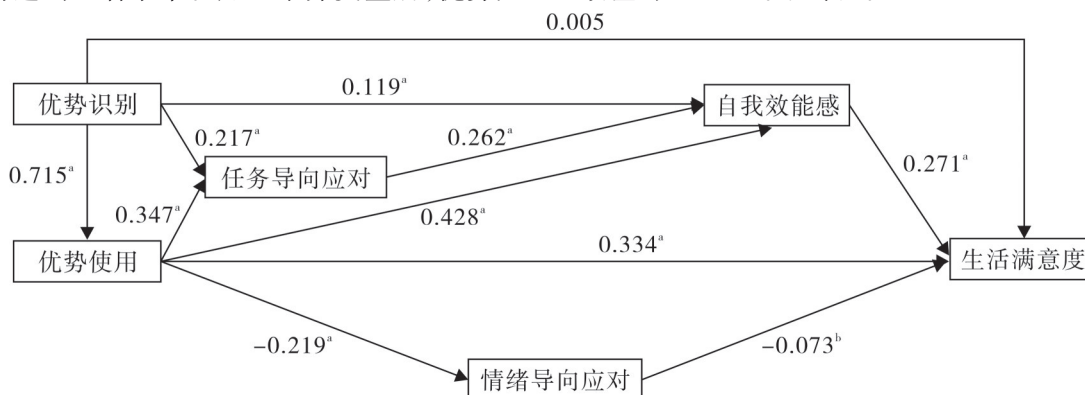 0.005
优势识别
0.119ᵃ
自我效能感
0.217ᵃ
0.262ᵃ
0.715ᵃ
任务导向应对
0.271ᵃ
0.347ᵃ
0.428ᵃ
0.334ᵃ
优势使用
生活满意度
-0.219ᵃ
-0.073ᵇ
情绪导向应对